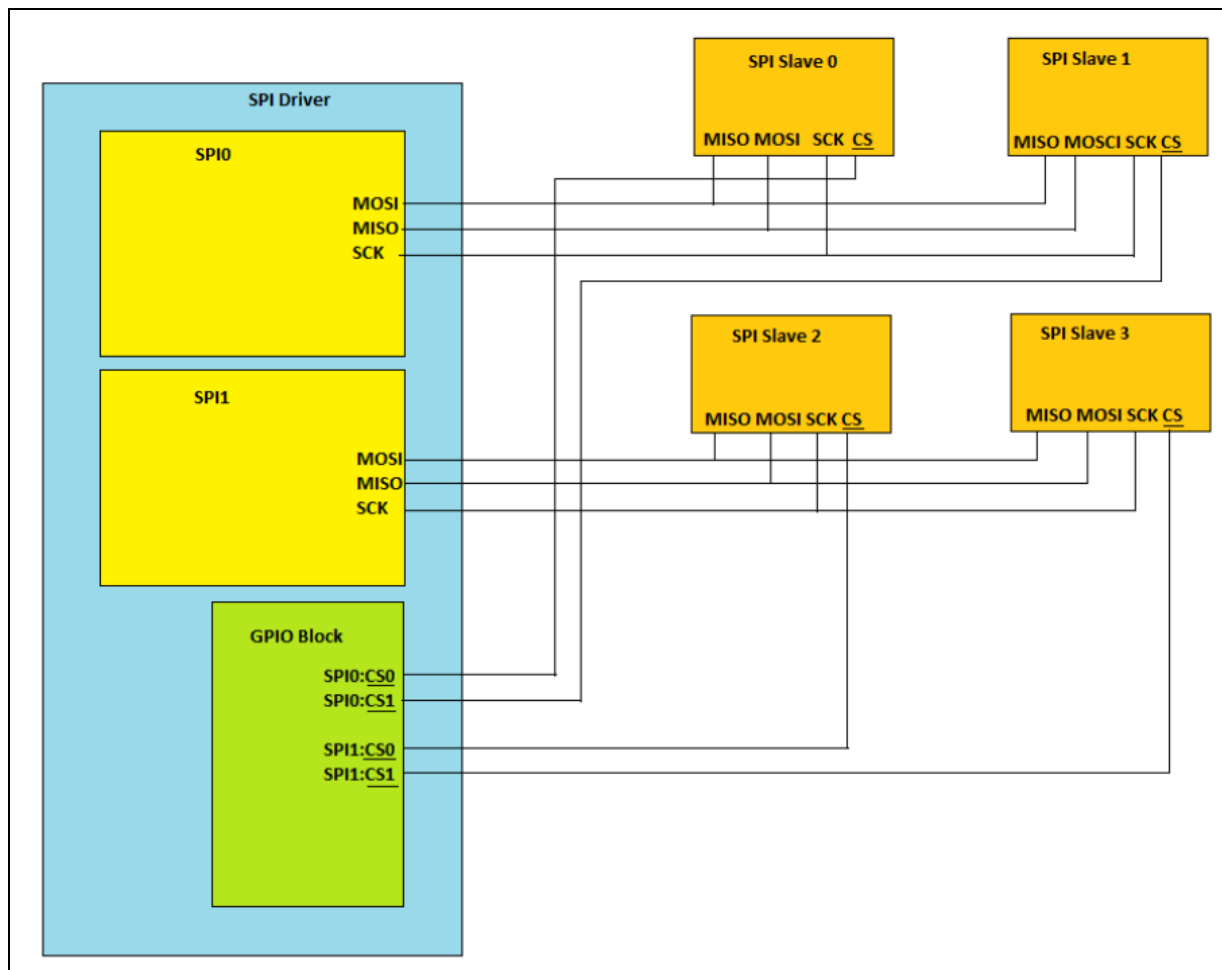 SPI Driver
SPI0
MOSI
MISO
SCK
SPI1
MOSI
MISO
SCK
GPIO Block
SPI0:CS0
SPI0:CS1
SPI1:CS0
SPI1:CS1
SPI Slave 0
MISO MOSI SCK CS
SPI Slave 1
MISO MOSCI SCK CS
SPI Slave 2
MISO MOSI SCK CS
SPI Slave 3
MISO MOSI SCK CS